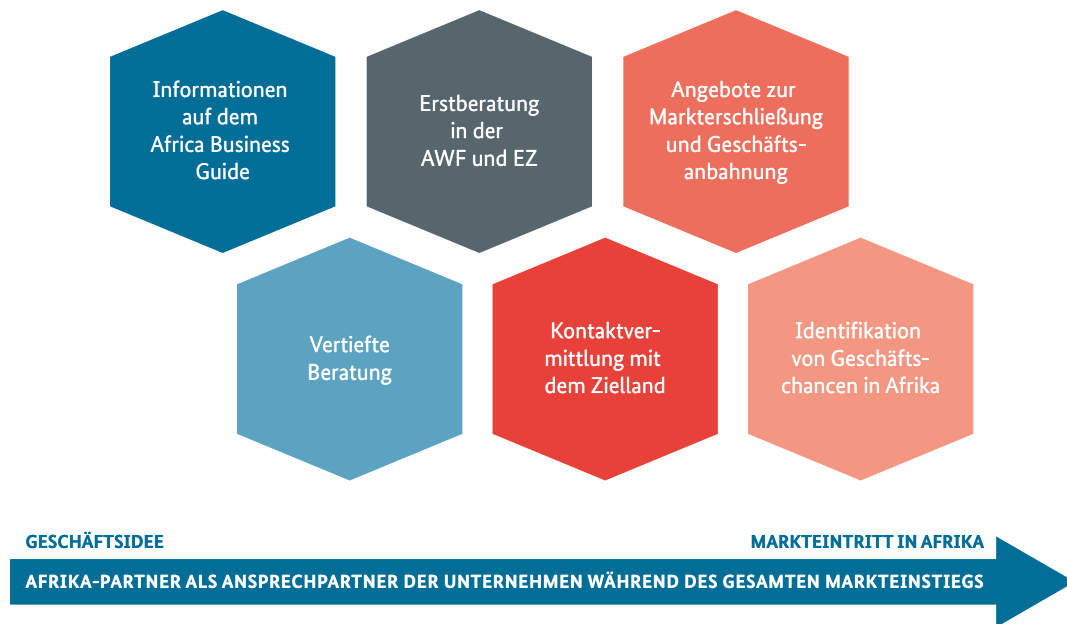 Informationen
auf dem
Africa Business
Guide
Erstberatung
in der
AWF und EZ
Angebote zur
Markterschließung
und Geschäfts-
anbahnung
Vertiefte
Beratung
Kontaktver-
mittlung mit
dem Zielland
Identifikation
von Geschäfts-
chancen in Afrika
GESCHÄFTSIDEE
MARKTEINTRITT IN AFRIKA
AFRIKA-PARTNER ALS ANSPRECHPARTNER DER UNTERNEHMEN WÄHREND DES GESAMTEN MARKTEINSTIEGS